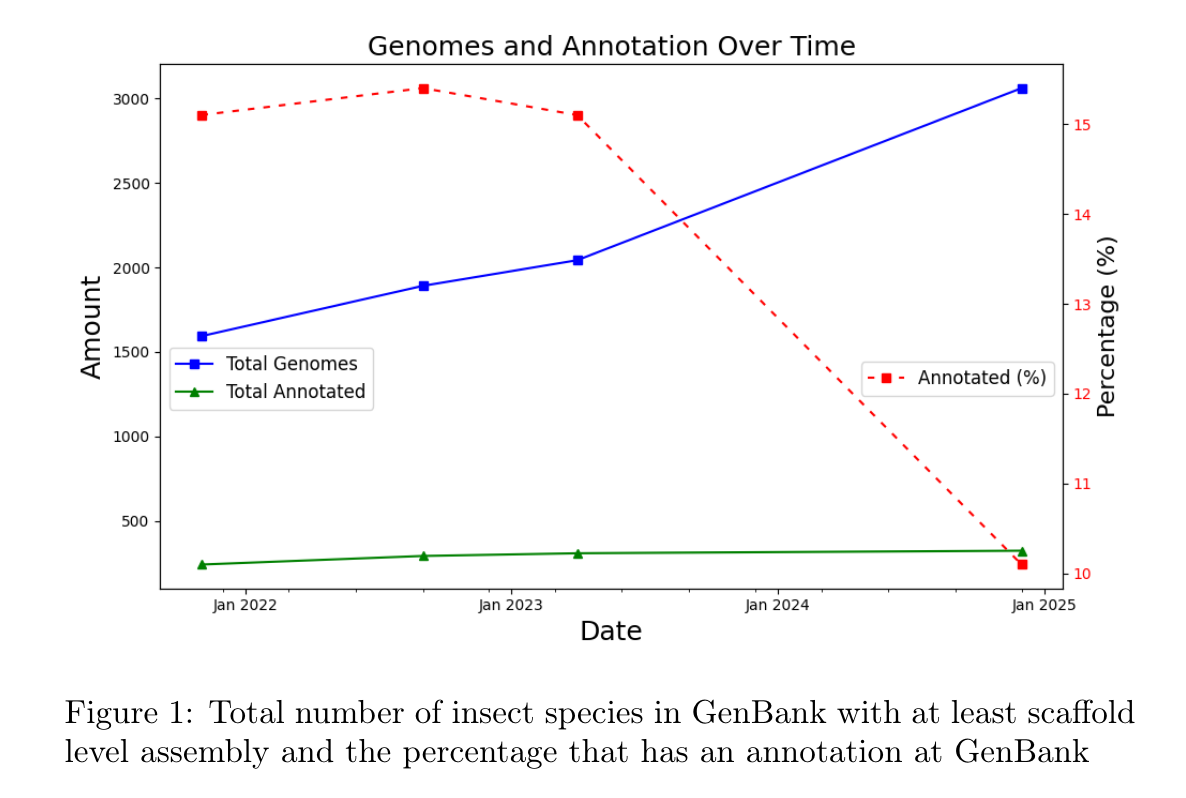 Genomes and Annotation Over Time
3000
2500
2000
1500
1000
500
Amount
15
14
13
12
11
10
Percentage (%)
Total Genomes
Total Annotated
Annotated (%)
Jan 2022
Jan 2023
Jan 2024
Jan 2025
Date
Figure 1: Total number of insect species in GenBank with at least scaffold
level assembly and the percentage that has an annotation at GenBank